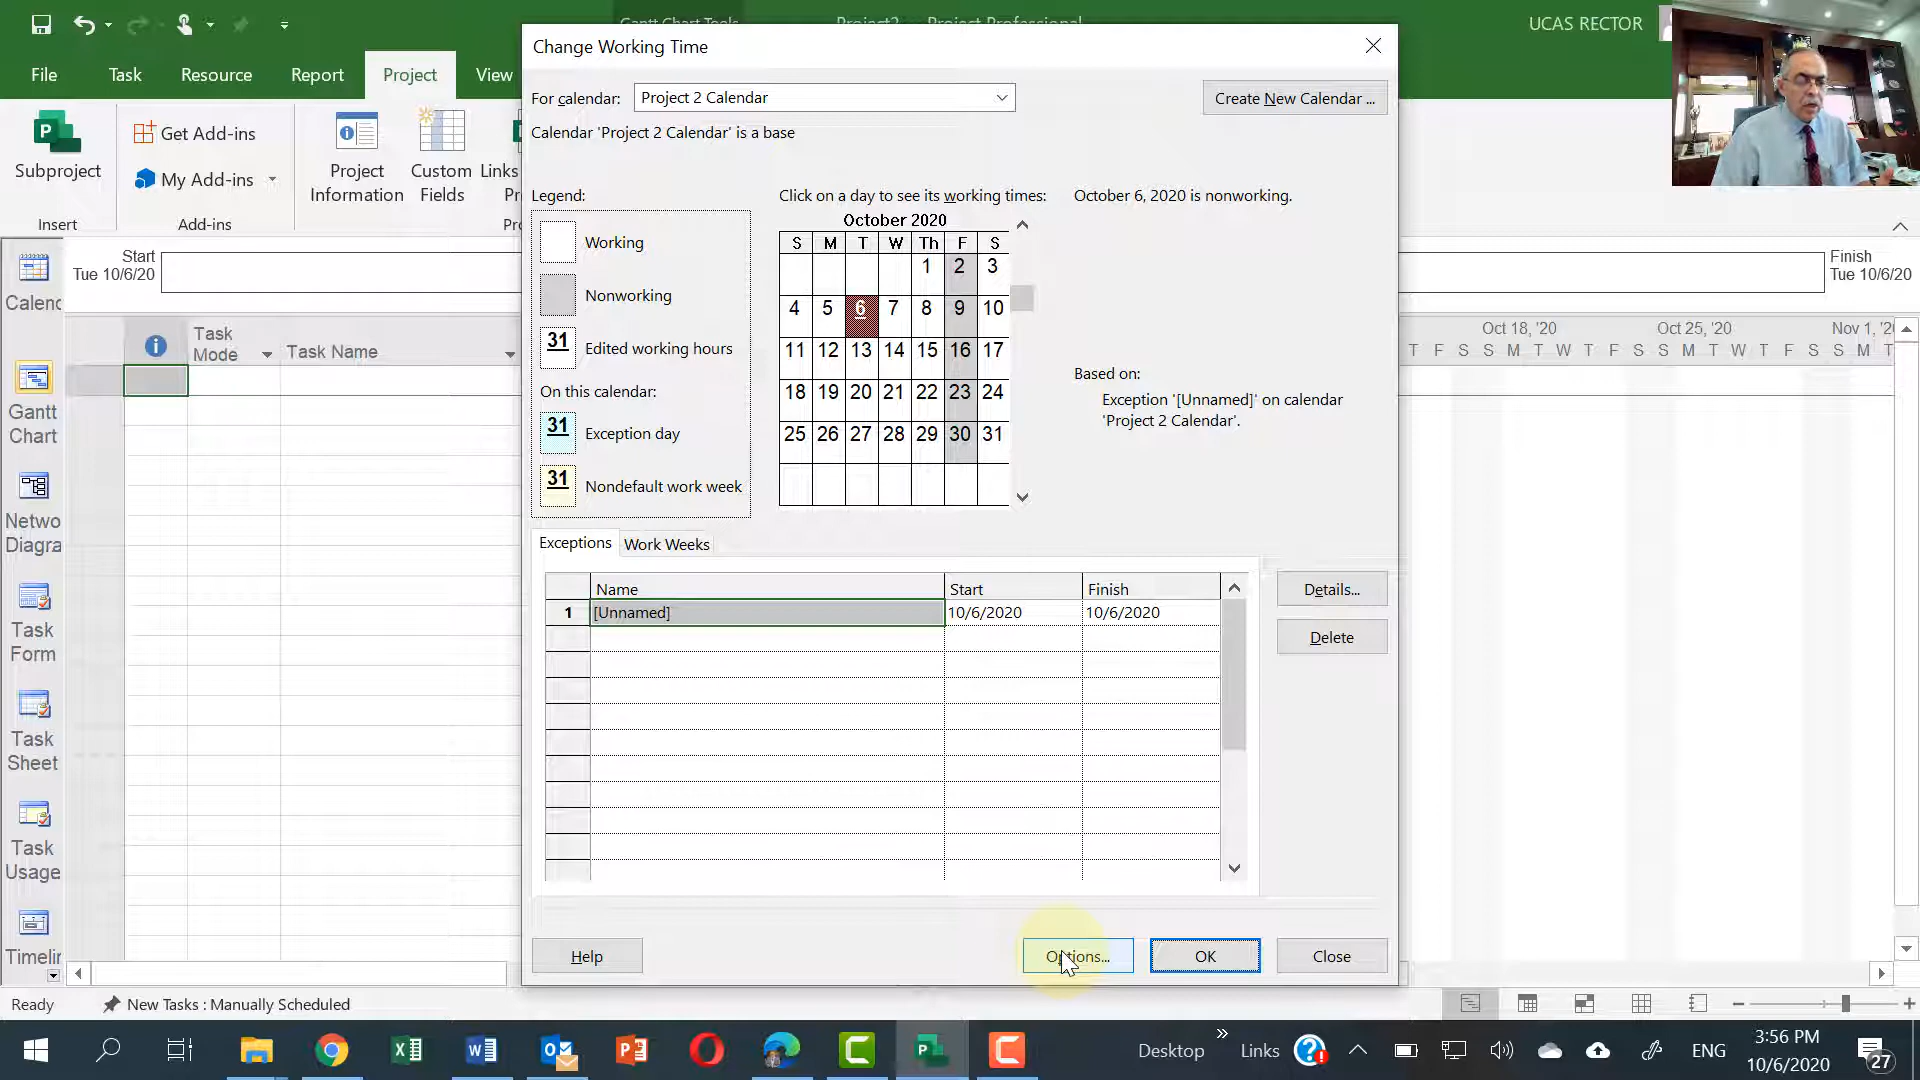 Gantt Chart Tools Project2 - Project Professional
UCAS RECTOR
File Task Resource Report Project View
Subproject
Get Add-ins
My Add-ins
Project Information
Custom Fields
Links
Insert
Add-ins
Change Working Time
For calendar: Project 2 Calendar
Create New Calendar ...
Calendar 'Project 2 Calendar' is a base
Legend:
Working
Nonworking
31 Edited working hours
On this calendar:
31 Exception day
31 Nondefault work week
Click on a day to see its working times:
October 2020
S M T W Th F S
1 2 3
4 5 6 7 8 9 10
11 12 13 14 15 16 17
18 19 20 21 22 23 24
25 26 27 28 29 30 31
October 6, 2020 is nonworking.
Based on:
Exception '[Unnamed]' on calendar
'Project 2 Calendar'.
Exceptions Work Weeks
Name Start Finish
1 [Unnamed] 10/6/2020 10/6/2020
Details...
Delete
Help Options... OK Close
Start
Tue 10/6/20
Finish
Tue 10/6/20
Task Mode
Task Name
Oct 18, '20 Oct 25, '20 Nov 1, '2
T F S S M T W T F S S M T W T F S S M T
Calend
Gantt
Chart
Netwo
Diagra
Task
Form
Task
Sheet
Task
Usage
Timelin
Ready New Tasks : Manually Scheduled
Desktop » Links ENG
3:56 PM
10/6/2020
27